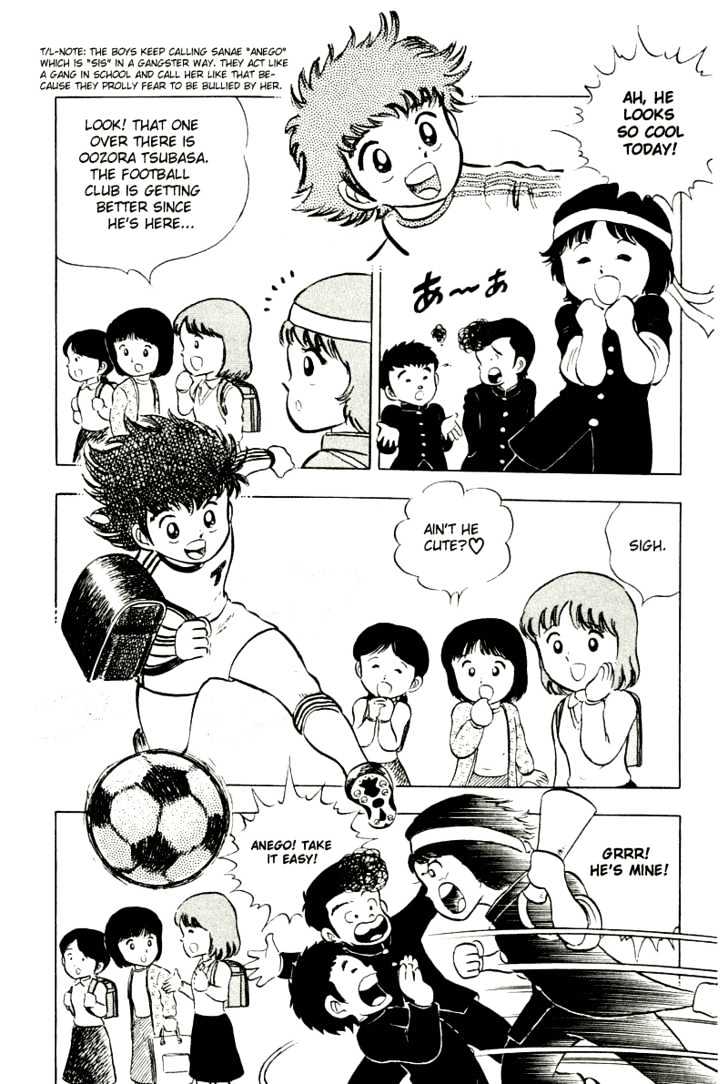 T/L-NOTE: THE BOYS KEEP CALLING SANAE "ANEGO"
WHICH IS "SIS" IN A GANGSTER WAY. THEY ACT LIKE
A GANG IN SCHOOL AND CALL HER LIKE THAT BE-
CAUSE THEY PROLLY FEAR TO BE BULLIED BY HER.
LOOK! THAT ONE
OVER THERE IS
OOZORA TSUBASA.
THE FOOTBALL
CLUB IS GETTING
BETTER SINCE
HE'S HERE...
AH, HE
LOOKS
SO COOL
TODAY!
あ〜あ
T
AIN'T HE
CUTE?♡
SIGH.
ANEGO! TAKE
IT EASY!
GRRR!
HE'S MINE!